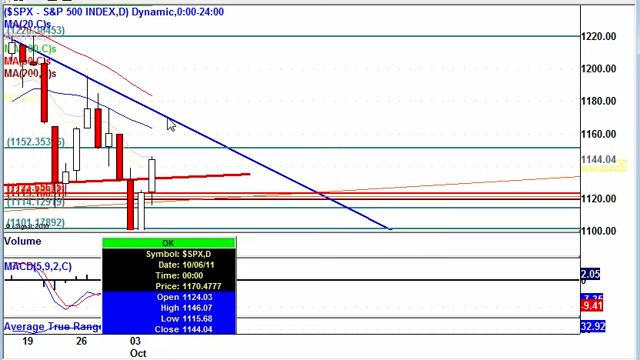 ($SPX - S&P 500 INDEX,D) Dynamic,0:00-24:00
MA(20,C)s
MA(200,
1220.00
1200.00
1180.00
1160.00
1152.353
1144.04
1120.00
1114.12919)
1101.17892)
1100.00
Volume
OK
Symbol: $SPX,D
Date: 10/06/11
Time: 00:00
Price: 1170.4777
Open 1124.03
High 1146.07
Low 1115.68
Close 1144.04
MACD(5,9,2,C)
2.05
0
-9.41
Average True Range
32.92
19
26
03
Oct